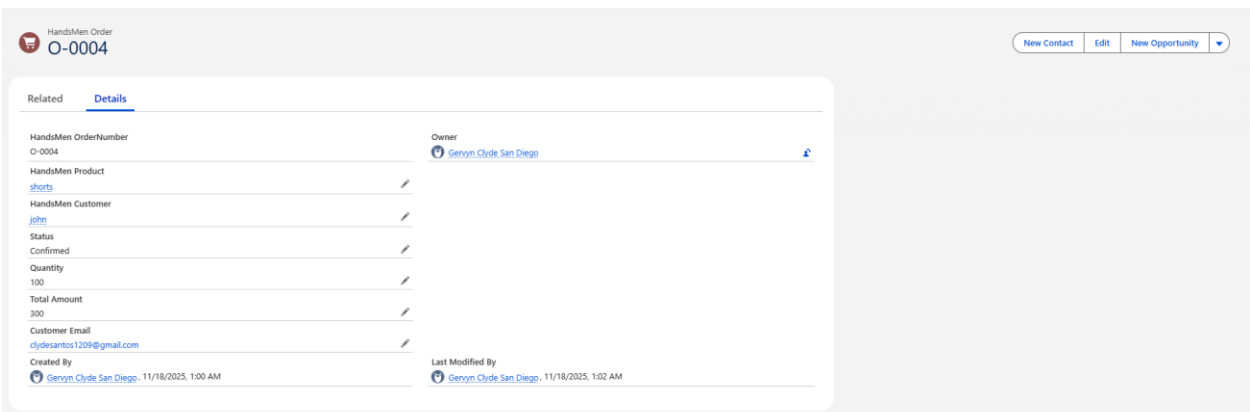 HandsMen Order
O-0004
New Contact Edit New Opportunity
Related Details
HandsMen OrderNumber
O-0004
Owner
Gervyn Clyde San Diego
HandsMen Product
shorts
HandsMen Customer
john
Status
Confirmed
Quantity
100
Total Amount
300
Customer Email
clydesantos1209@gmail.com
Created By
Gervyn Clyde San Diego, 11/18/2025, 1:00 AM
Last Modified By
Gervyn Clyde San Diego, 11/18/2025, 1:02 AM